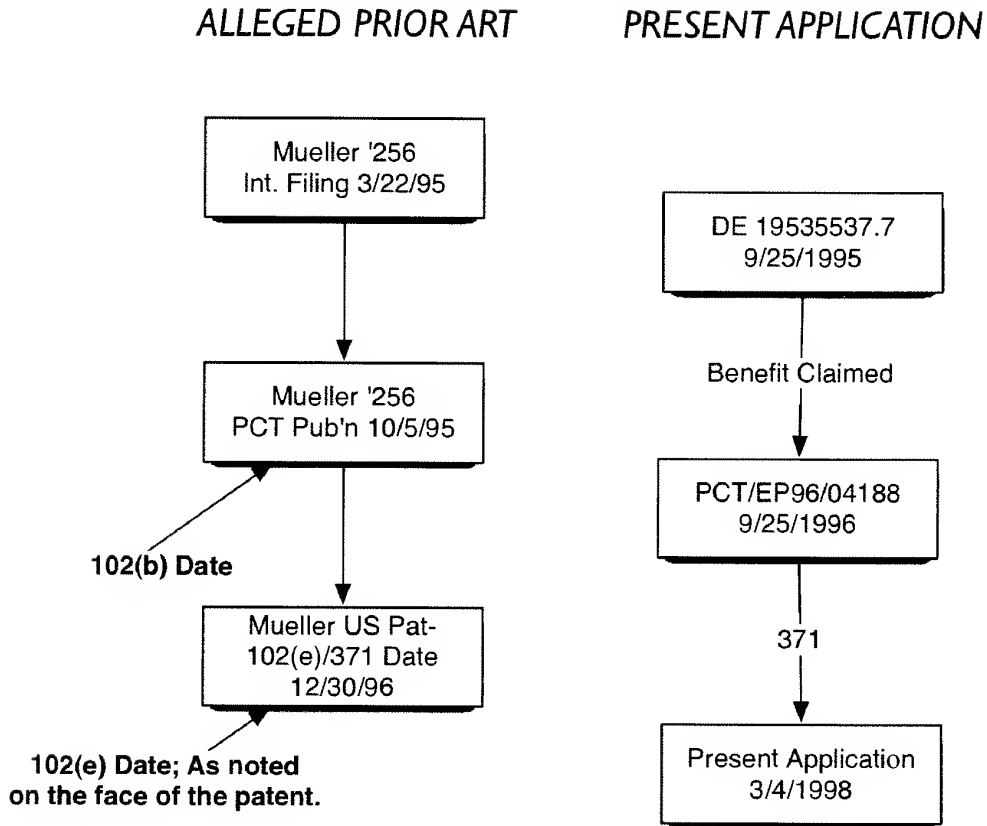 ALLEGED PRIOR ART
PRESENT APPLICATION
Mueller '256
Int. Filing 3/22/95
Mueller '256
PCT Pub'n 10/5/95
102(b) Date
Mueller US Pat-
102(e)/371 Date
12/30/96
102(e) Date; As noted
on the face of the patent.
DE 19535537.7
9/25/1995
Benefit Claimed
PCT/EP96/04188
9/25/1996
371
Present Application
3/4/1998